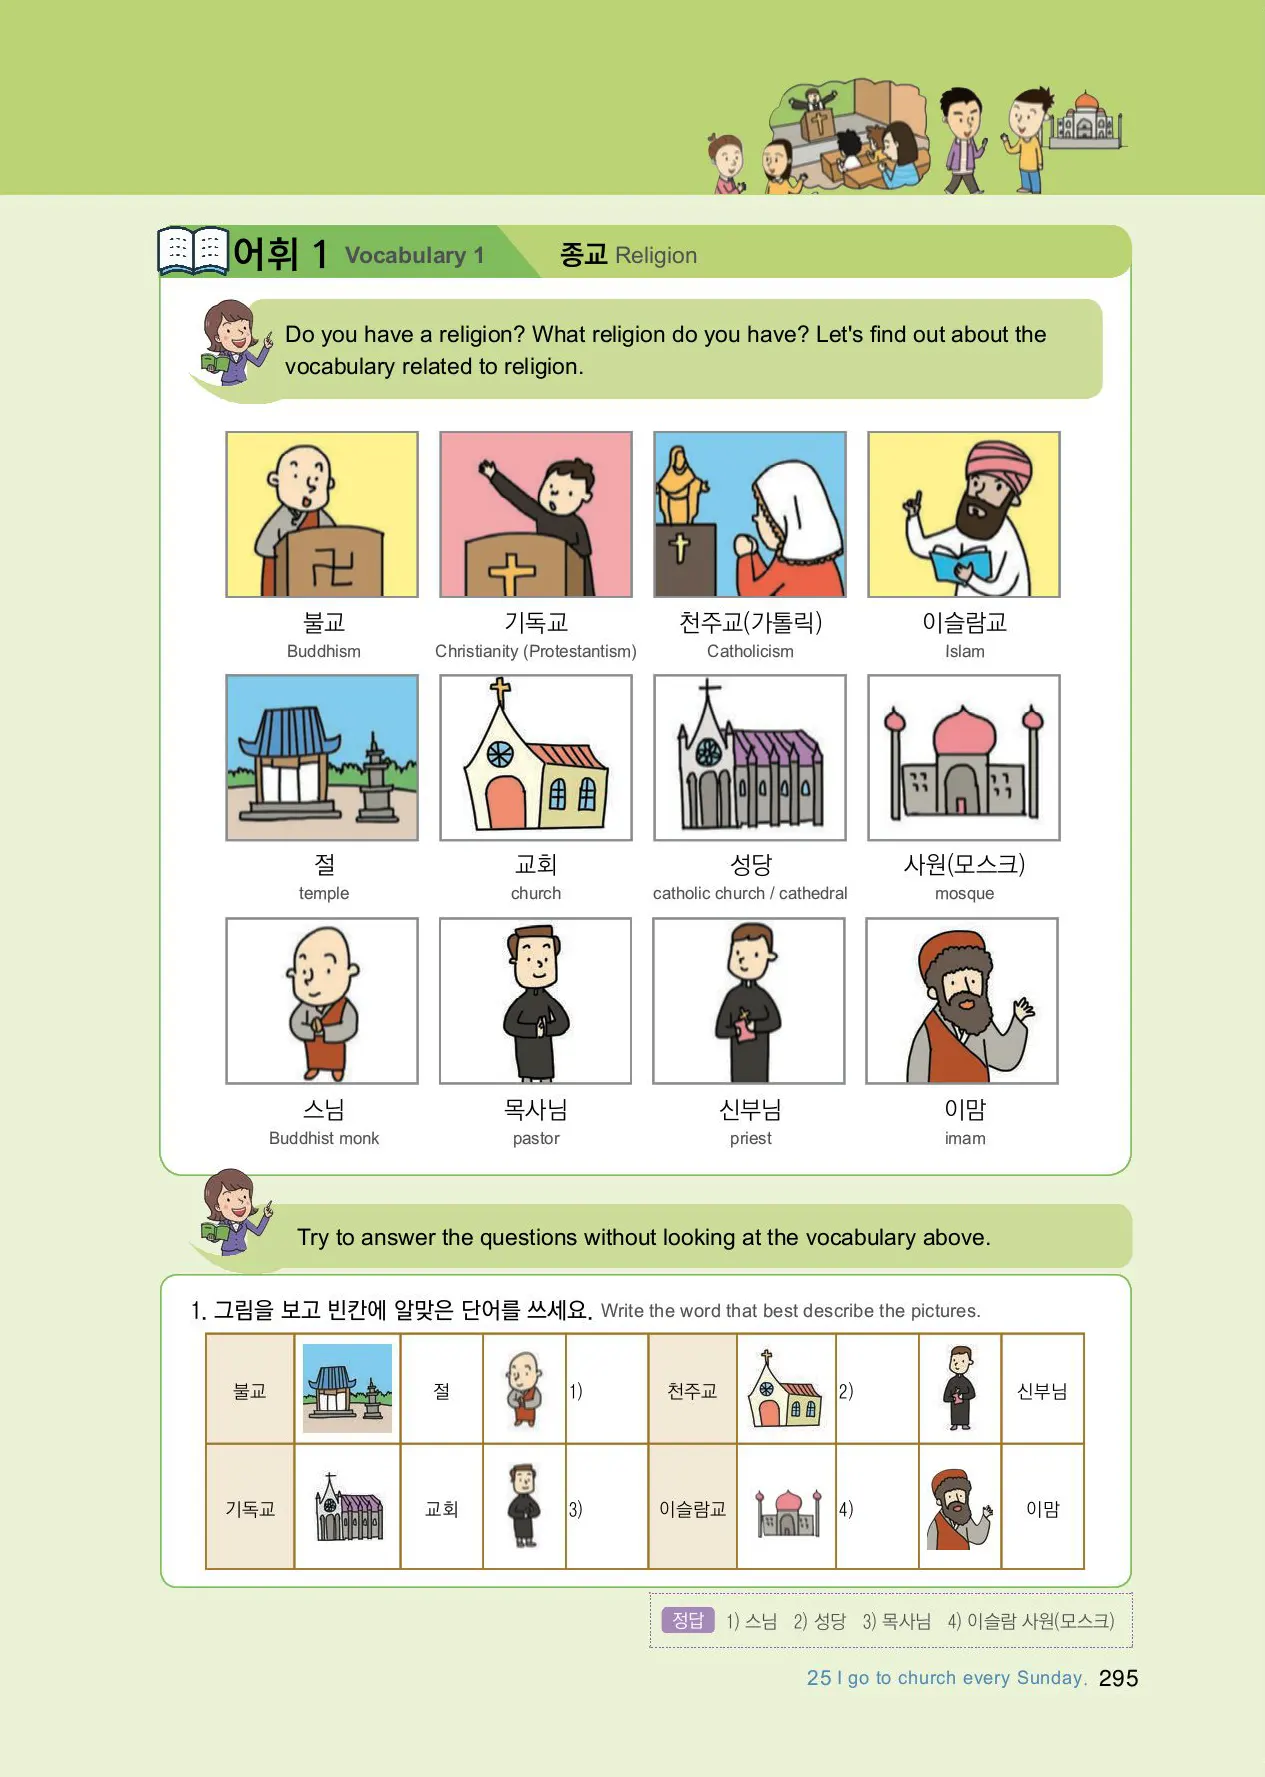 어휘 1 Vocabulary 1 종교 Religion
Do you have a religion? What religion do you have? Let's find out about the
vocabulary related to religion.
불교 기독교 천주교(가톨릭) 이슬람교
Buddhism Christianity (Protestantism) Catholicism Islam
절 교회 성당 사원(모스크)
temple church catholic church / cathedral mosque
스님 목사님 신부님 이맘
Buddhist monk pastor priest imam
Try to answer the questions without looking at the vocabulary above.
1. 그림을 보고 빈칸에 알맞은 단어를 쓰세요. Write the word that best describe the pictures.
불교 절 1) 천주교 2) 신부님
기독교 교회 3) 이슬람교 4) 이맘
정답 1) 스님 2) 성당 3) 목사님 4) 이슬람 사원(모스크)
25 I go to church every Sunday. 295